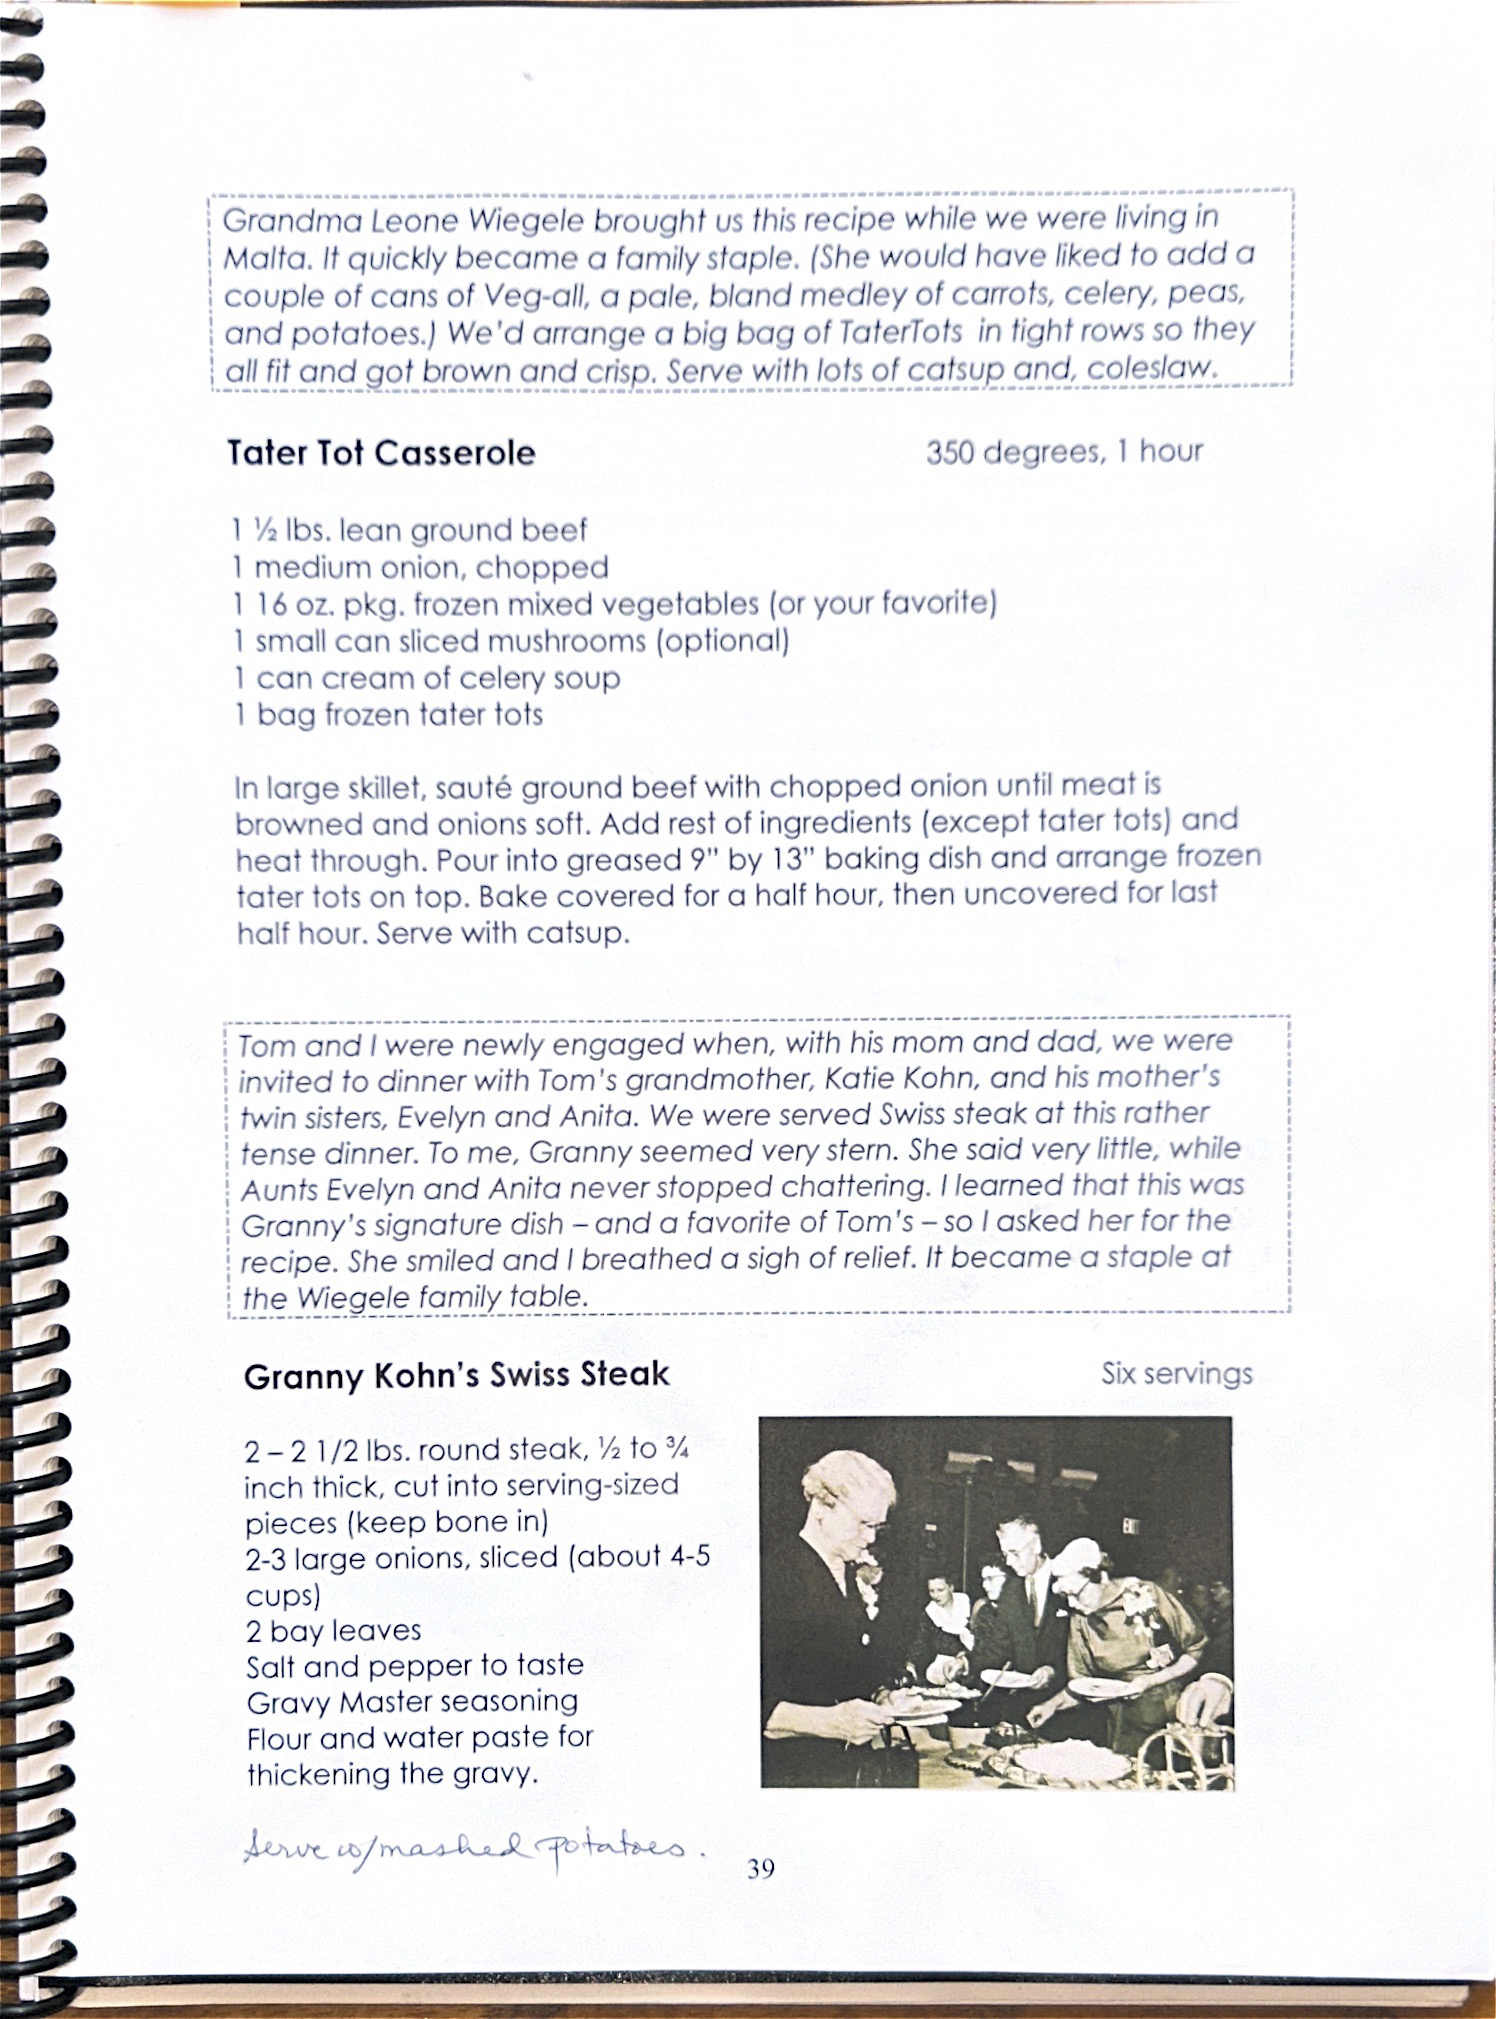 Grandma Leone Wiegele brought us this recipe while we were living in
Malta. It quickly became a family staple. (She would have liked to add a
couple of cans of Veg-all, a pale, bland medley of carrots, celery, peas,
and potatoes.) We'd arrange a big bag of TaterTots in tight rows so they
all fit and got brown and crisp. Serve with lots of catsup and, coleslaw.
Tater Tot Casserole 350 degrees, 1 hour
1 ½ lbs. lean ground beef
1 medium onion, chopped
1 16 oz. pkg. frozen mixed vegetables (or your favorite)
1 small can sliced mushrooms (optional)
1 can cream of celery soup
1 bag frozen tater tots
In large skillet, sauté ground beef with chopped onion until meat is
browned and onions soft. Add rest of ingredients (except tater tots) and
heat through. Pour into greased 9" by 13" baking dish and arrange frozen
tater tots on top. Bake covered for a half hour, then uncovered for last
half hour. Serve with catsup.
Tom and I were newly engaged when, with his mom and dad, we were
invited to dinner with Tom's grandmother, Katie Kohn, and his mother's
twin sisters, Evelyn and Anita. We were served Swiss steak at this rather
tense dinner. To me, Granny seemed very stern. She said very little, while
Aunts Evelyn and Anita never stopped chattering. I learned that this was
Granny's signature dish – and a favorite of Tom's – so I asked her for the
recipe. She smiled and I breathed a sigh of relief. It became a staple at
the Wiegele family table.
Granny Kohn's Swiss Steak Six servings
2 – 2 1/2 lbs. round steak, ½ to ¾
inch thick, cut into serving-sized
pieces (keep bone in)
2-3 large onions, sliced (about 4-5
cups)
2 bay leaves
Salt and pepper to taste
Gravy Master seasoning
Flour and water paste for
thickening the gravy.
EXIT
Serve w/mashed potatoes.
39